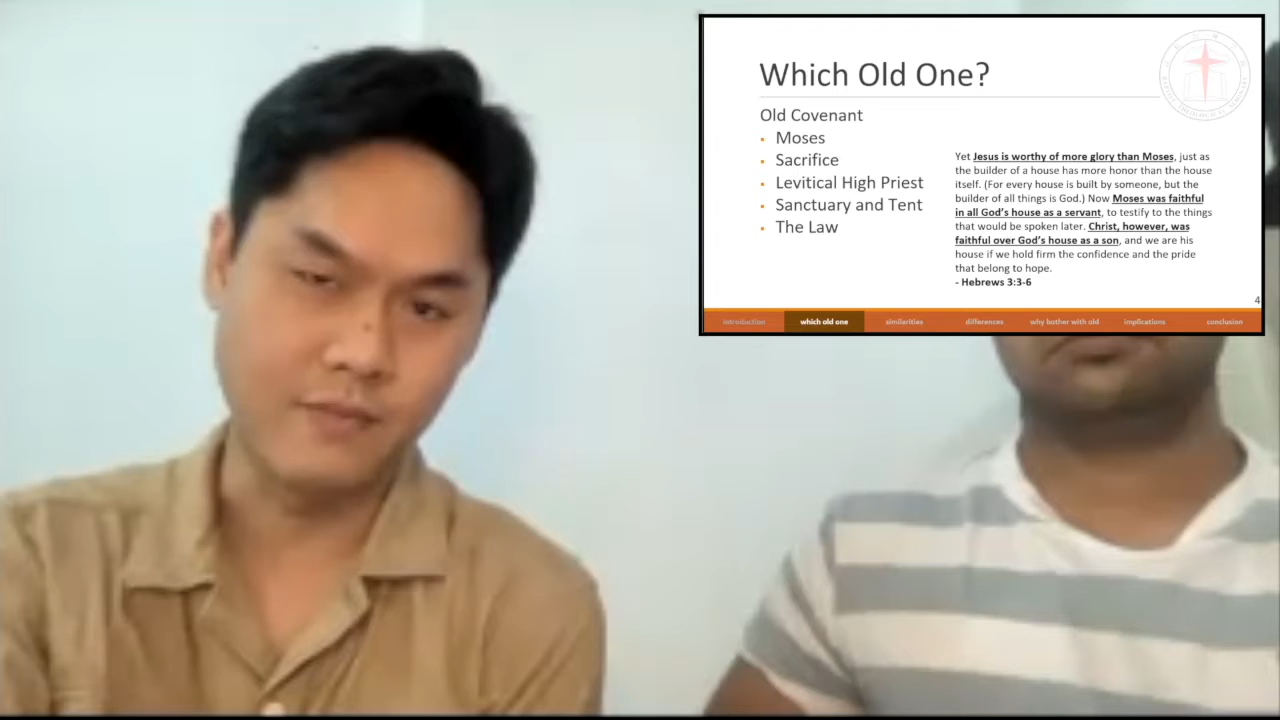 Which Old One?
Old Covenant
Moses
Sacrifice
Levitical High Priest
Sanctuary and Tent
The Law
Yet Jesus is worthy of more glory than Moses, just as
the builder of a house has more honor than the house
itself. (For every house is built by someone, but the
builder of all things is God.) Now Moses was faithful
in all God's house as a servant, to testify to the things
that would be spoken later. Christ, however, was
faithful over God's house as a son, and we are his
house if we hold firm the confidence and the pride
that belong to hope.
- Hebrews 3:3-6
4
introduction which old one similarities differences why bother with old implications conclusion